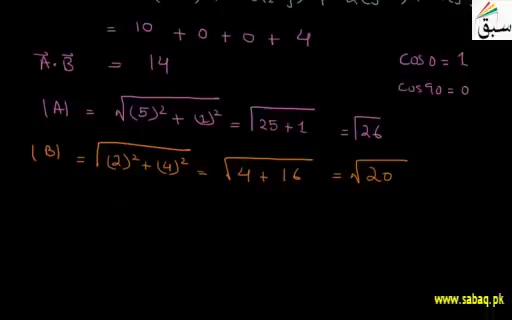 = 10 + 0 + 0 + 4
سبق
A⃗·B⃗ = 14
cos 0 = 1
cos 90 = 0
|A| = √(5)² + (1)² = √25 + 1 = √26
|B| = √(2)² + (4)² = √4 + 16 = √20
www.sabaq.pk